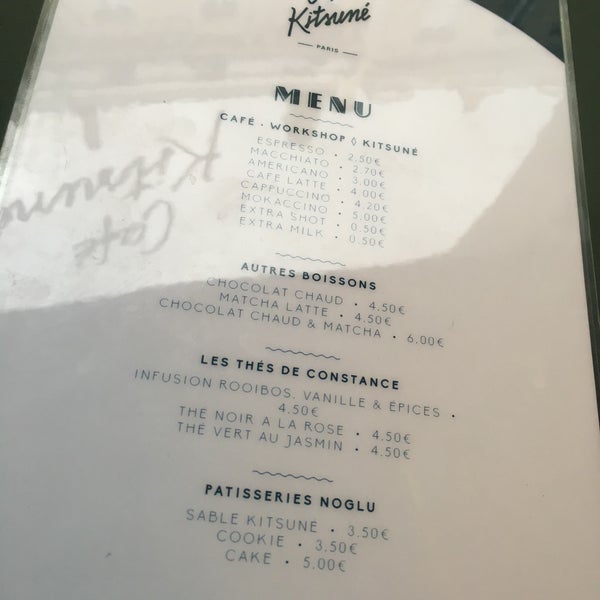 Kitsuné
PARIS
MENU
CAFÉ • WORKSHOP ◊ KITSUNÉ
ESPRESSO • 2.50€
MACCHIATO • 2.70€
AMERICANO • 3.00€
CAFE LATTE • 4.00€
CAPPUCCINO • 4.20€
MOKACCINO • 5.00€
EXTRA SHOT • 0.50€
EXTRA MILK • 0.50€
AUTRES BOISSONS
CHOCOLAT CHAUD • 4.50€
MATCHA LATTE • 4.50€
CHOCOLAT CHAUD & MATCHA • 6.00€
LES THÉS DE CONSTANCE
INFUSION ROOIBOS, VANILLE & ÉPICES •
4.50€
THE NOIR A LA ROSE • 4.50€
THÉ VERT AU JASMIN • 4.50€
PATISSERIES NOGLU
SABLE KITSUNÉ • 3.50€
COOKIE • 3.50€
CAKE • 5.00€
Café
Kitsuné